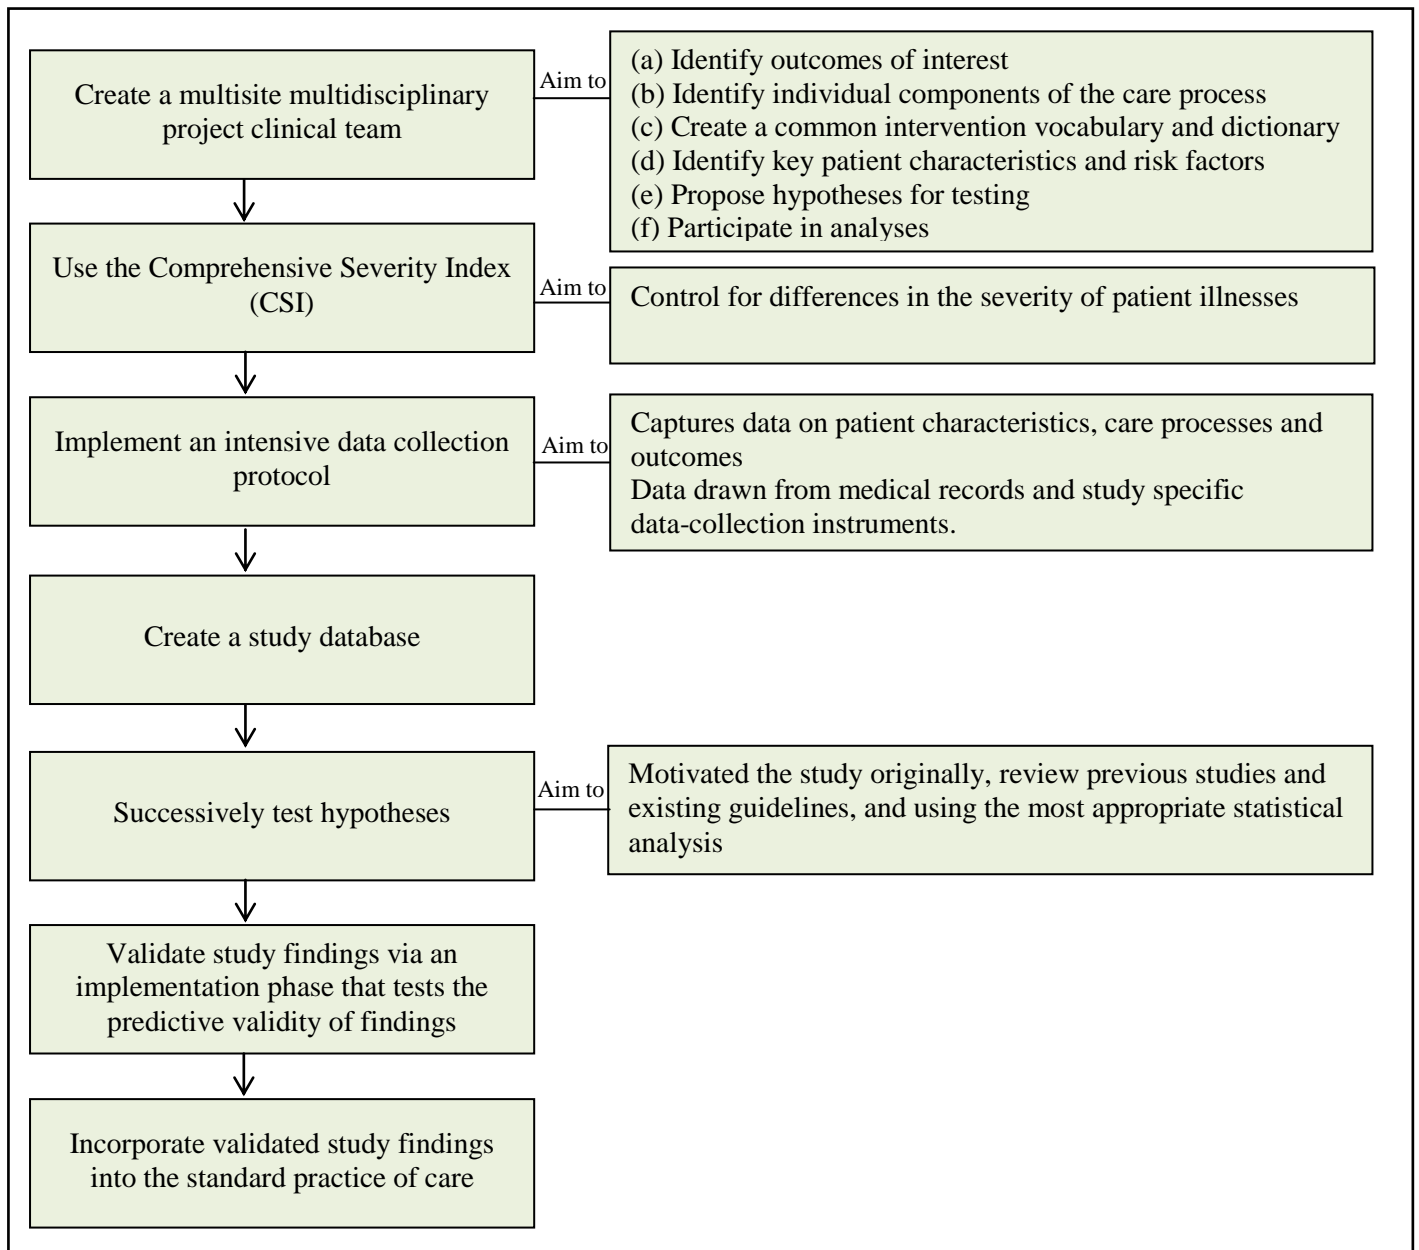 Create a multisite multidisciplinary
project clinical team
Aim to
(a) Identify outcomes of interest
(b) Identify individual components of the care process
(c) Create a common intervention vocabulary and dictionary
(d) Identify key patient characteristics and risk factors
(e) Propose hypotheses for testing
(f) Participate in analyses
Use the Comprehensive Severity Index
(CSI)
Aim to
Control for differences in the severity of patient illnesses
Implement an intensive data collection
protocol
Aim to
Captures data on patient characteristics, care processes and
outcomes
Data drawn from medical records and study specific
data-collection instruments.
Create a study database
Successively test hypotheses
Aim to
Motivated the study originally, review previous studies and
existing guidelines, and using the most appropriate statistical
analysis
Validate study findings via an
implementation phase that tests the
predictive validity of findings
Incorporate validated study findings
into the standard practice of care